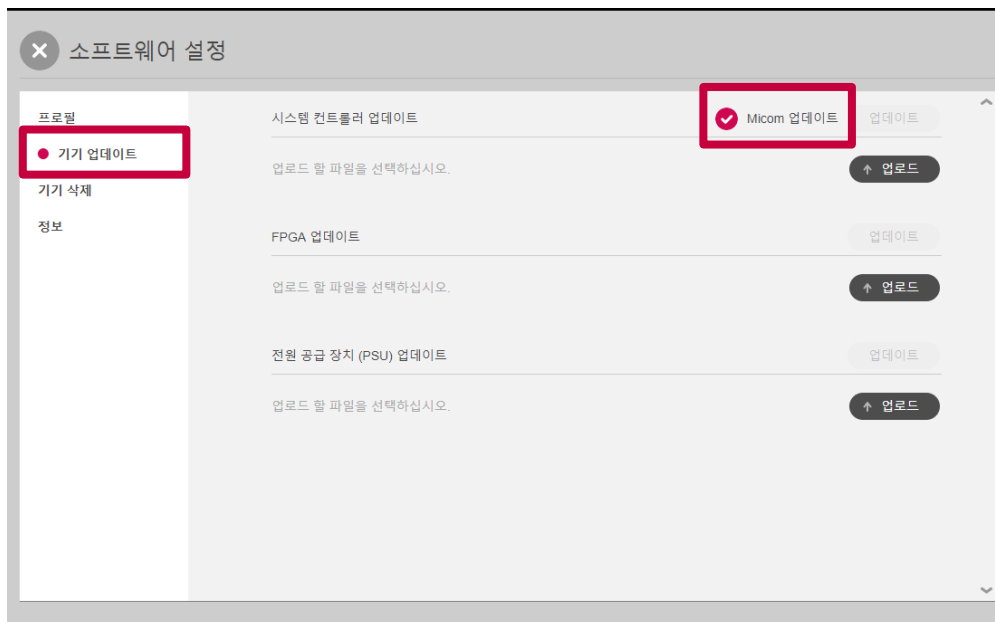 소프트웨어 설정
프로필
기기 업데이트
기기 삭제
정보
시스템 컨트롤러 업데이트
Micom 업데이트
업데이트
업로드 할 파일을 선택하십시오.
업로드
FPGA 업데이트
업데이트
업로드 할 파일을 선택하십시오.
업로드
전원 공급 장치 (PSU) 업데이트
업데이트
업로드 할 파일을 선택하십시오.
업로드